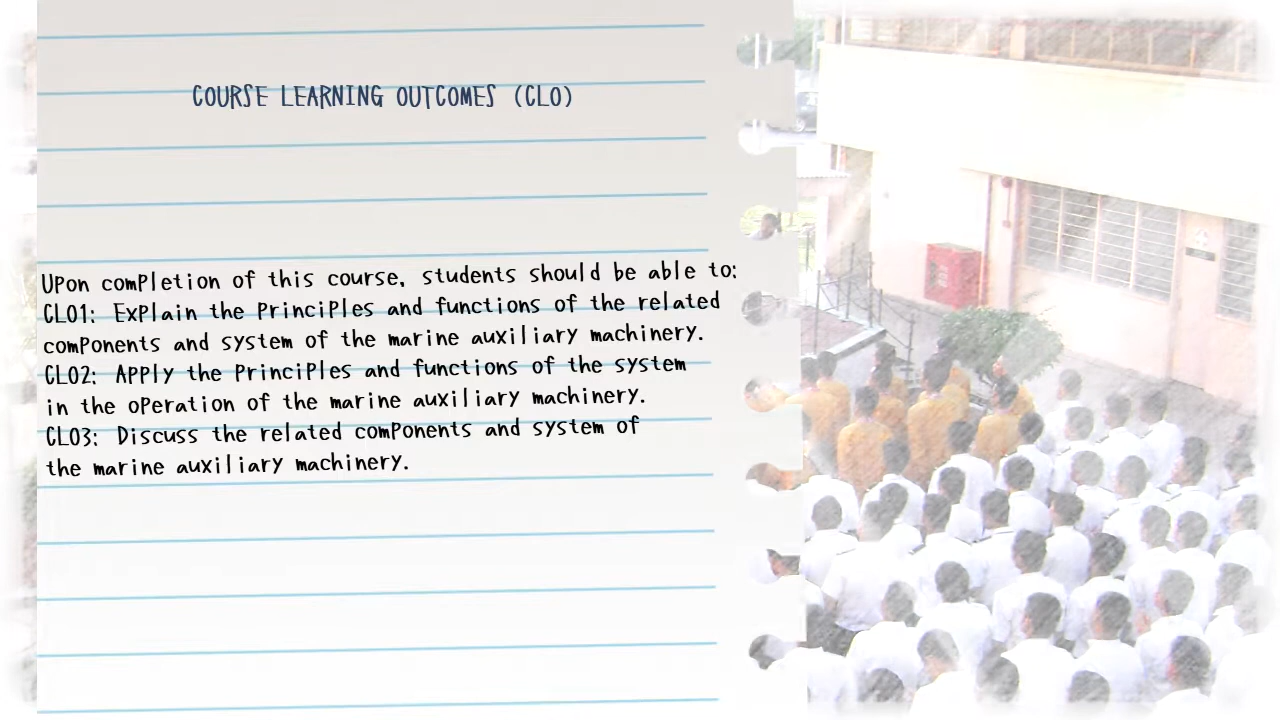 COURSE LEARNING OUTCOMES (CLO)
Upon completion of this course, students should be able to:
CLO1: Explain the principles and functions of the related
components and system of the marine auxiliary machinery.
CLO2: Apply the principles and functions of the system
in the operation of the marine auxiliary machinery.
CLO3: Discuss the related components and system of
the marine auxiliary machinery.